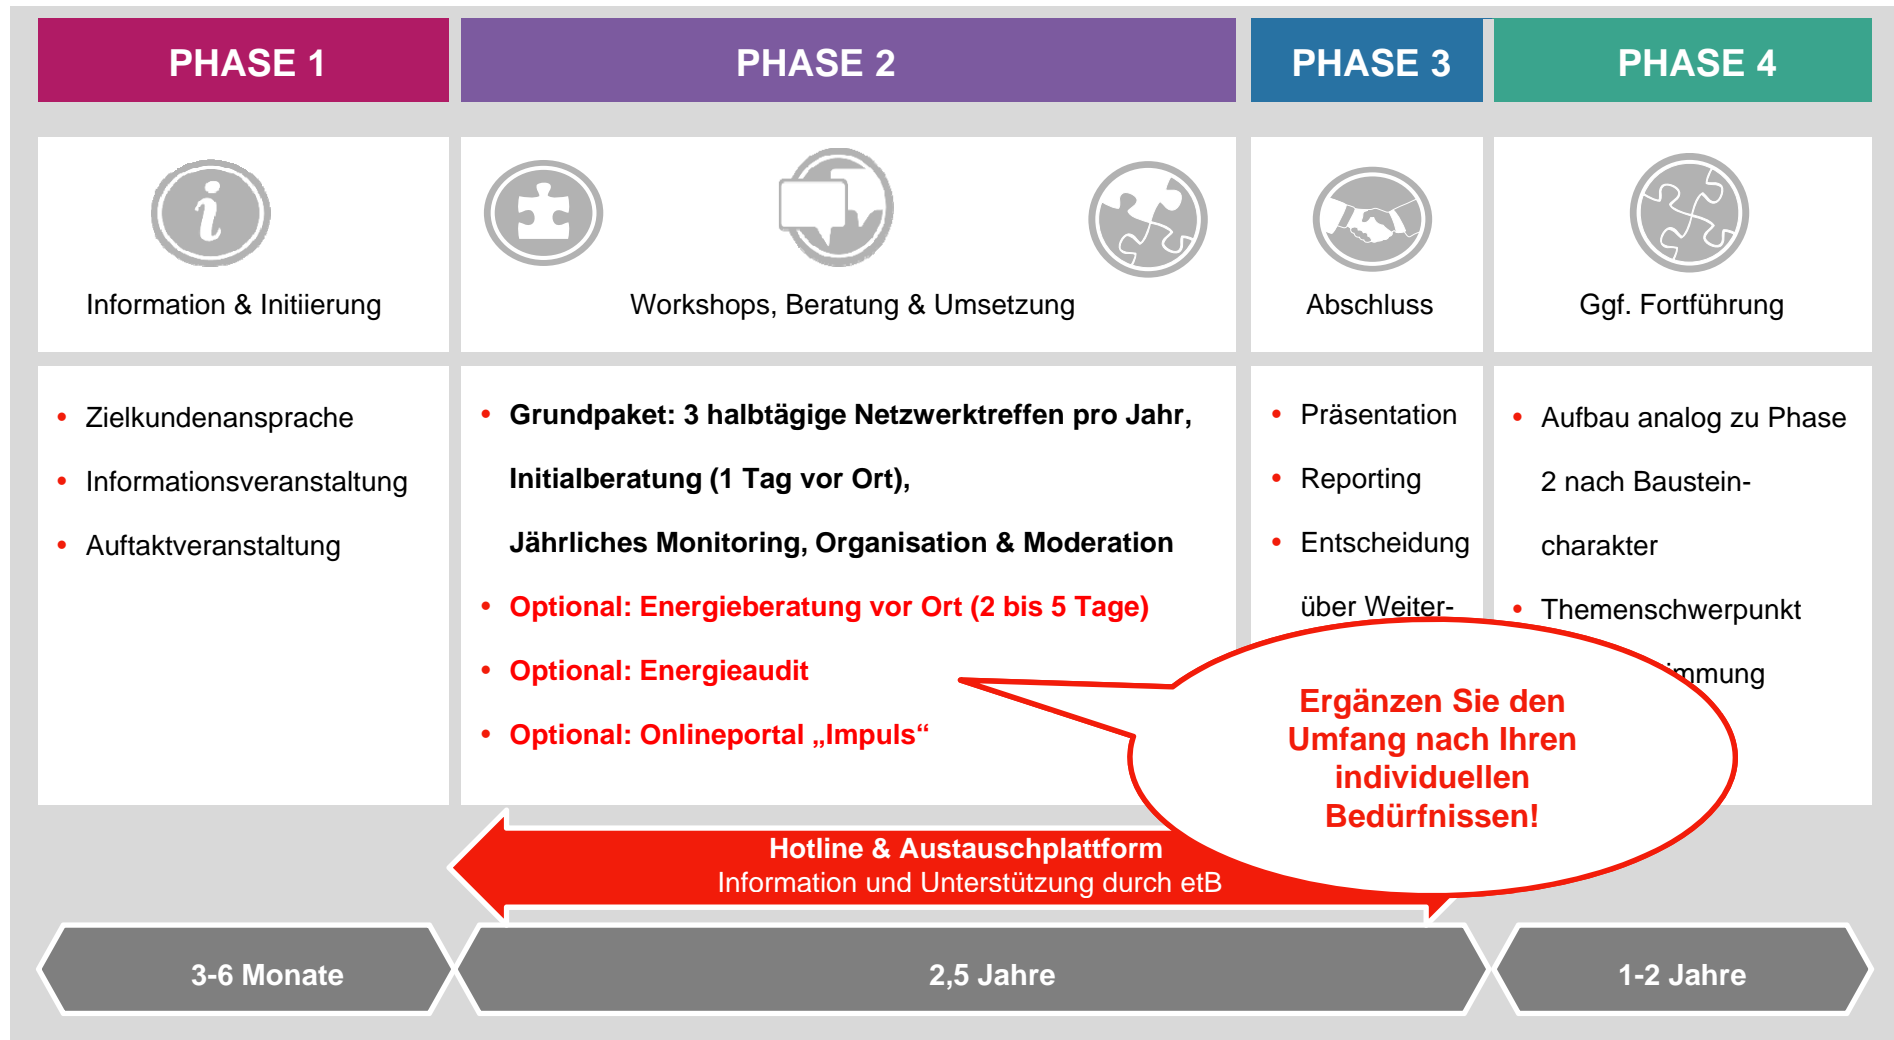 PHASE 1
PHASE 2
PHASE 3
PHASE 4
Information & Initiierung
Workshops, Beratung & Umsetzung
Abschluss
Ggf. Fortführung
• Zielkundenansprache
• Informationsveranstaltung
• Auftaktveranstaltung
• Grundpaket: 3 halbtägige Netzwerktreffen pro Jahr,
Initialberatung (1 Tag vor Ort),
Jährliches Monitoring, Organisation & Moderation
• Optional: Energieberatung vor Ort (2 bis 5 Tage)
• Optional: Energieaudit
• Optional: Onlineportal „Impuls“
• Präsentation
• Reporting
• Entscheidung
über Weiter-
• Aufbau analog zu Phase
2 nach Baustein-
charakter
• Themenschwerpunkt
Ergänzen Sie den
Umfang nach Ihren
individuellen
Bedürfnissen!
Hotline & Austauschplattform
Information und Unterstützung durch etB
3-6 Monate
2,5 Jahre
1-2 Jahre